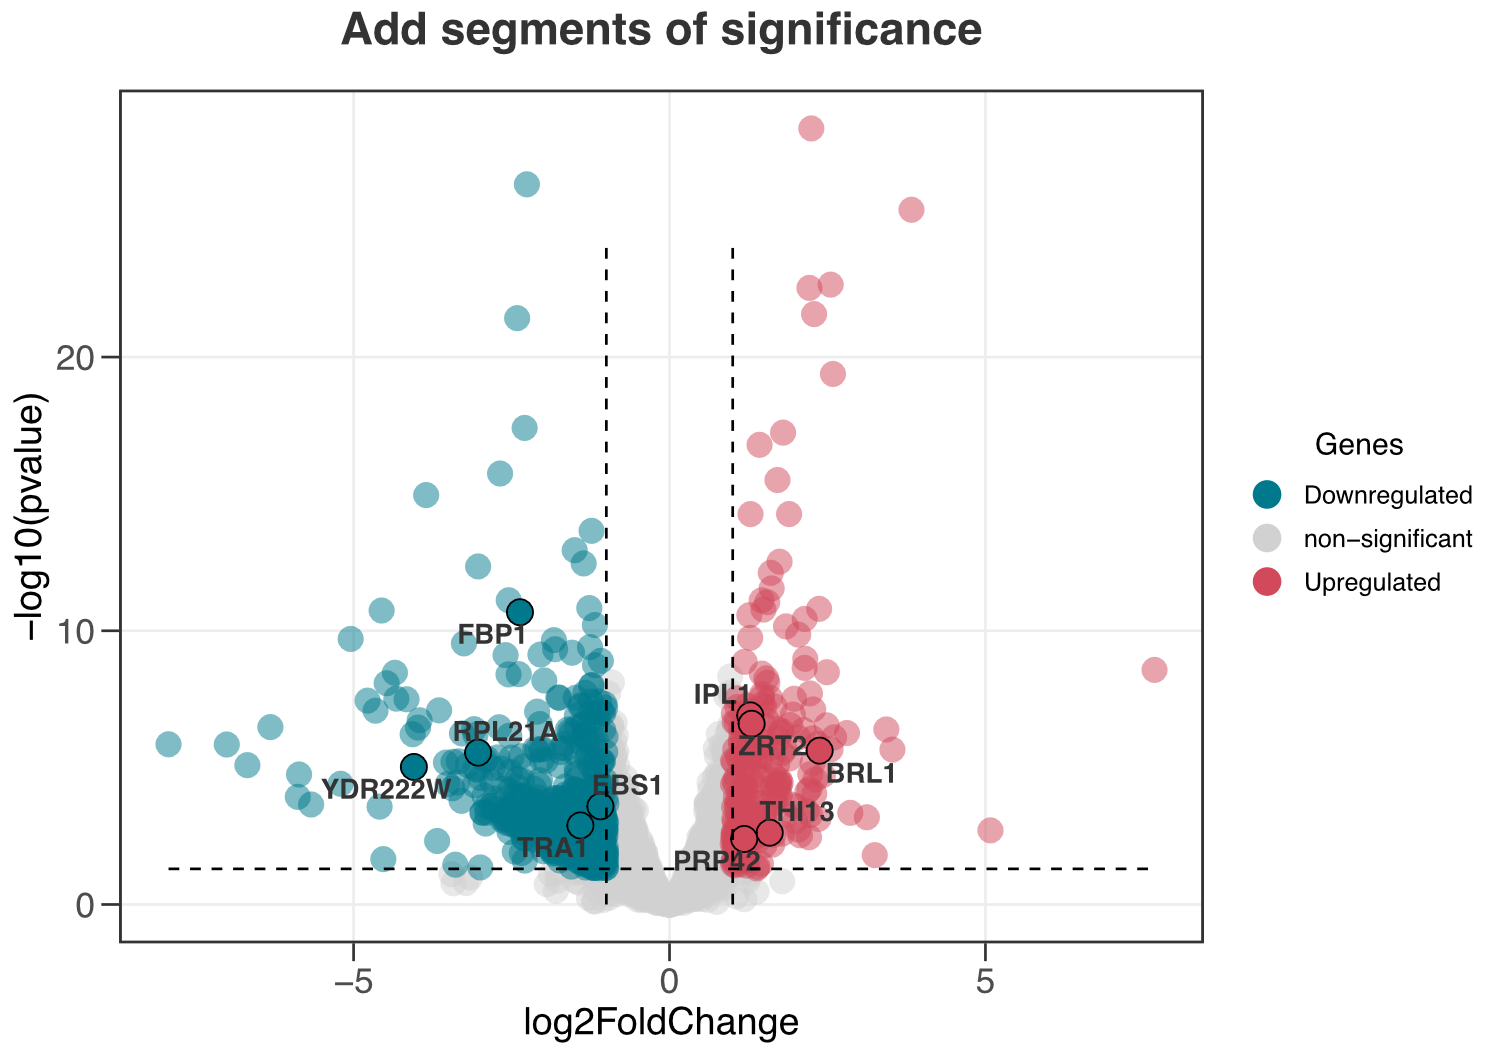 Add segments of significance
−log10(pvalue)
20
10
0
−5
0
5
log2FoldChange
FBP1
RPL21A
YDR222W
EBS1
TRA1
IPL1
ZRT2
BRL1
THI13
PRP42
Genes
Downregulated
non−significant
Upregulated